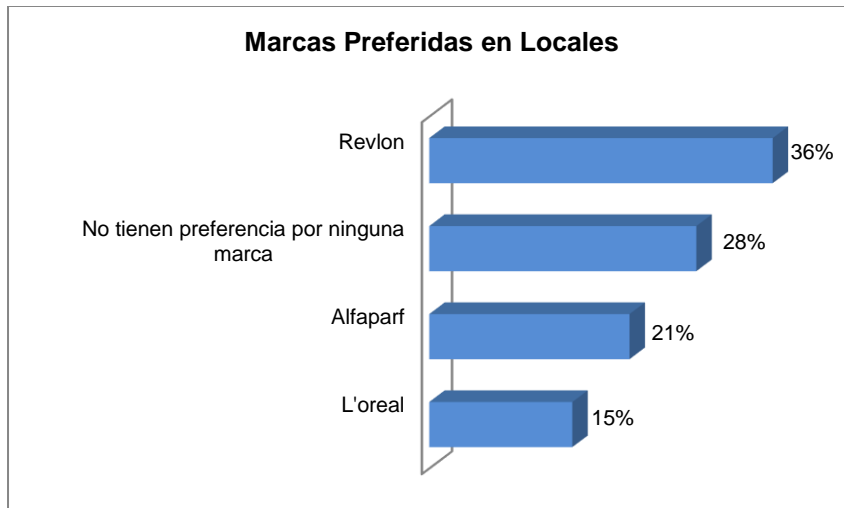 Marcas Preferidas en Locales
Revlon
36%
No tienen preferencia por ninguna
marca
28%
Alfaparf
21%
L'oreal
15%